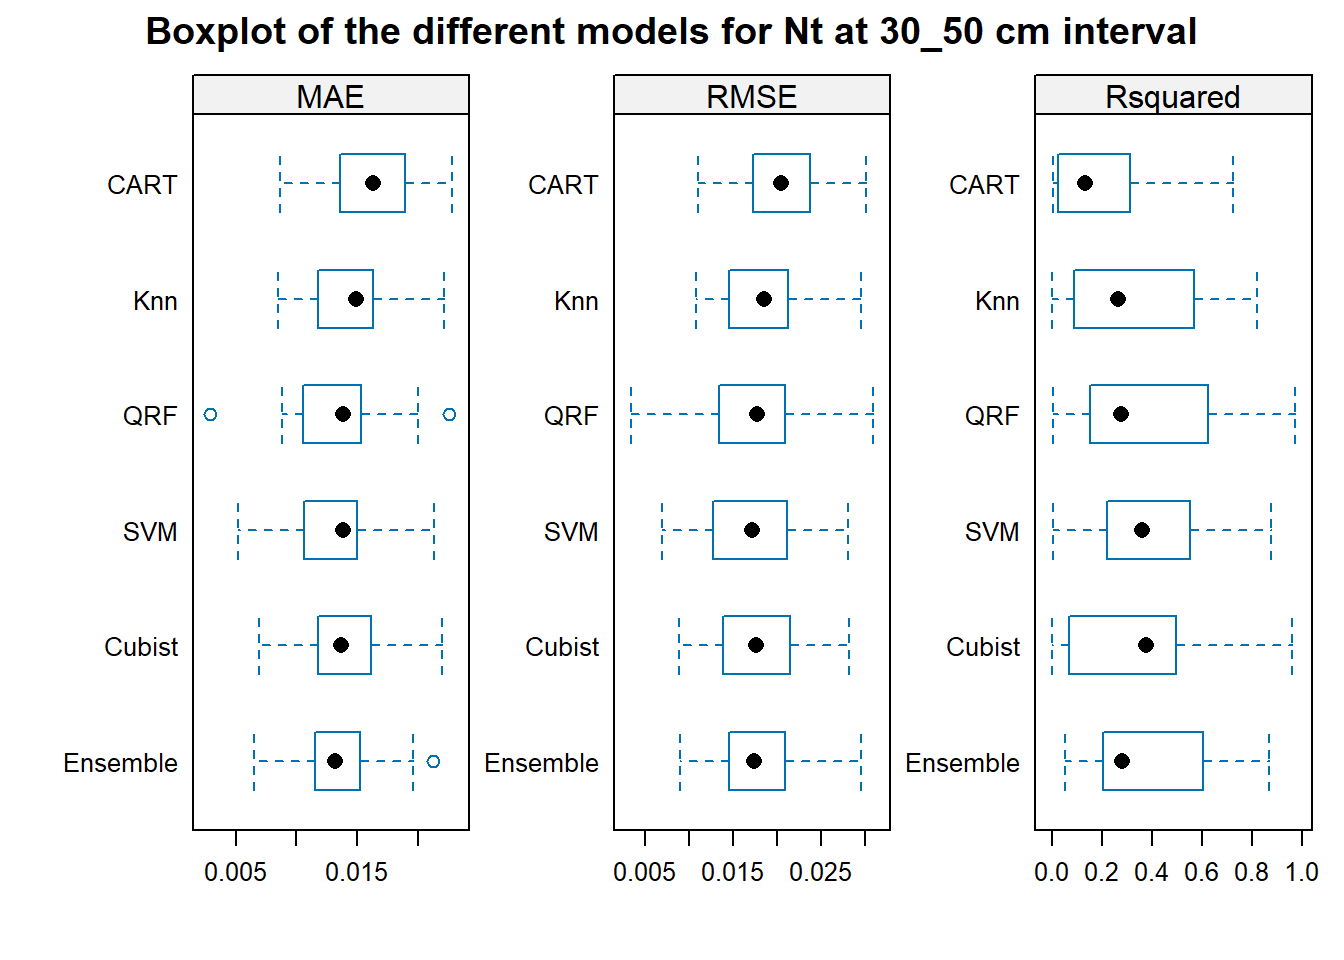 Boxplot of the different models for Nt at 30_50 cm interval
MAE
CART
Knn
QRF
SVM
Cubist
Ensemble
0.005 0.015
RMSE
CART
Knn
QRF
SVM
Cubist
Ensemble
0.005 0.015 0.025
Rsquared
CART
Knn
QRF
SVM
Cubist
Ensemble
0.0 0.2 0.4 0.6 0.8 1.0